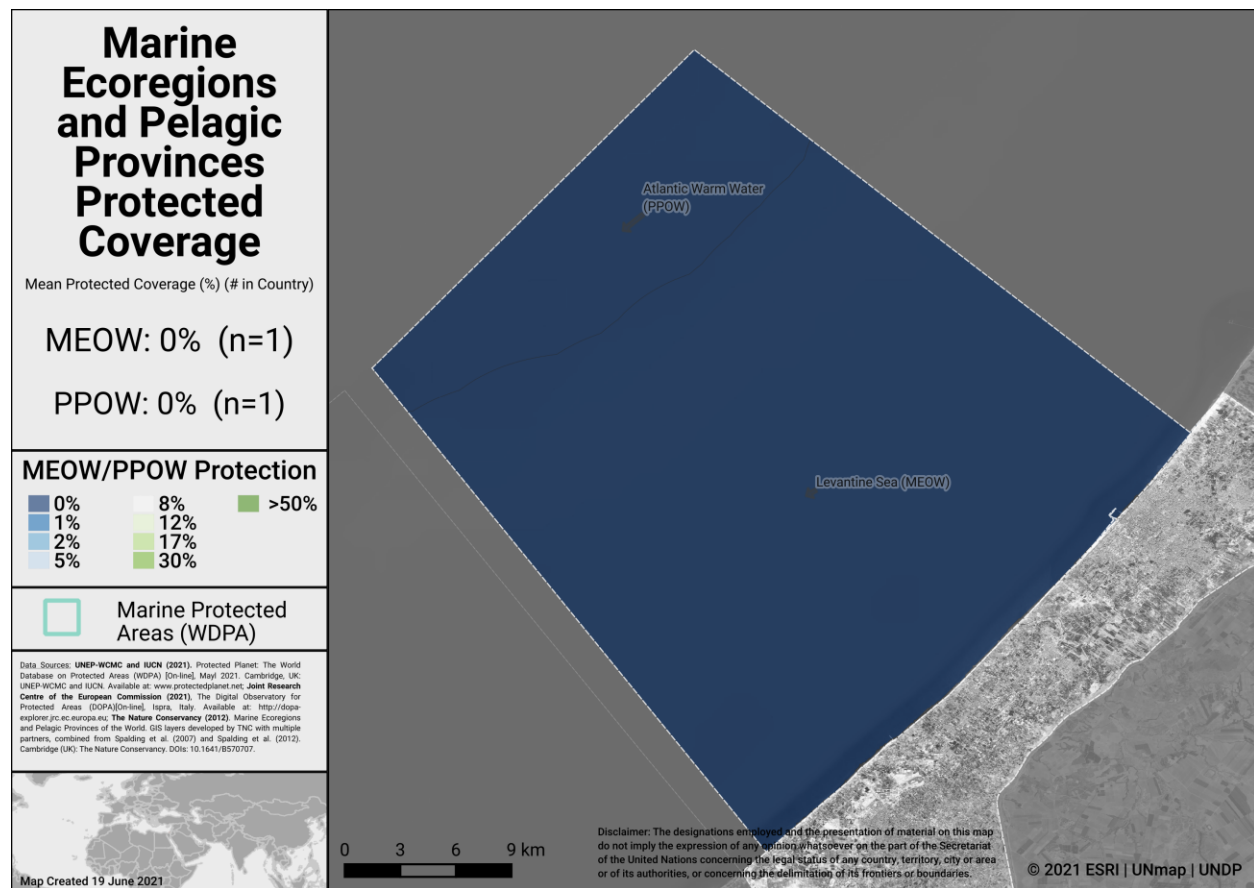 Marine
Ecoregions
and Pelagic
Provinces
Protected
Coverage
Mean Protected Coverage (%) (# in Country)
MEOW: 0% (n=1)
PPOW: 0% (n=1)
MEOW/PPOW Protection
0%
1%
2%
5%
8%
12%
17%
30%
>50%
Marine Protected
Areas (WDPA)
Data Sources: UNEP-WCMC and IUCN (2021). Protected Planet: The World
Database on Protected Areas (WDPA) [On-line], Mayl 2021. Cambridge, UK:
UNEP-WCMC and IUCN. Available at: www.protectedplanet.net; Joint Research
Centre of the European Commission (2021), The Digital Observatory for
Protected Areas (DOPA)[On-line], Ispra, Italy. Available at: http://dopa-
explorer.jrc.ec.europa.eu; The Nature Conservancy (2012). Marine Ecoregions
and Pelagic Provinces of the World. GIS layers developed by TNC with multiple
partners, combined from Spalding et al. (2007) and Spalding et al. (2012).
Cambridge (UK): The Nature Conservancy. DOIs: 10.1641/B570707.
Map Created 19 June 2021
Atlantic Warm Water
(PPOW)
Levantine Sea (MEOW)
0 3 6 9 km
Disclaimer: The designations employed and the presentation of material on this map
do not imply the expression of any opinion whatsoever on the part of the Secretariat
of the United Nations concerning the legal status of any country, territory, city or area
or of its authorities, or concerning the delimitation of its frontiers or boundaries.
© 2021 ESRI | UNmap | UNDP